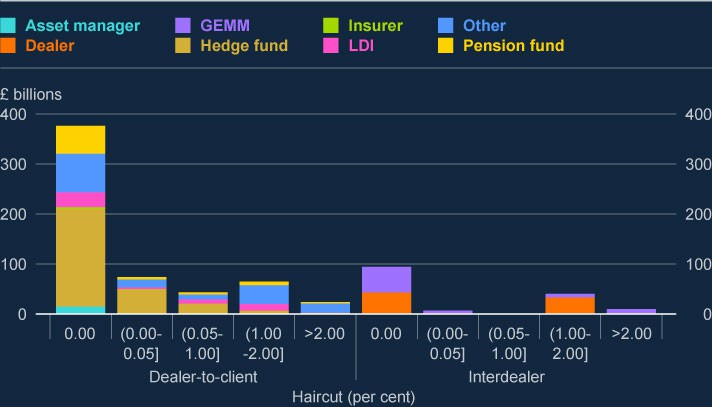 Asset manager GEMM Insurer Other
Dealer Hedge fund LDI Pension fund
£ billions
400 400
300 300
200 200
100 100
0 0
0.00 (0.00- (0.05- (1.00 >2.00 0.00 (0.00- (0.05- (1.00- >2.00
0.05] 1.00] -2.00] 0.05] 1.00] 2.00]
Dealer-to-client Interdealer
Haircut (per cent)